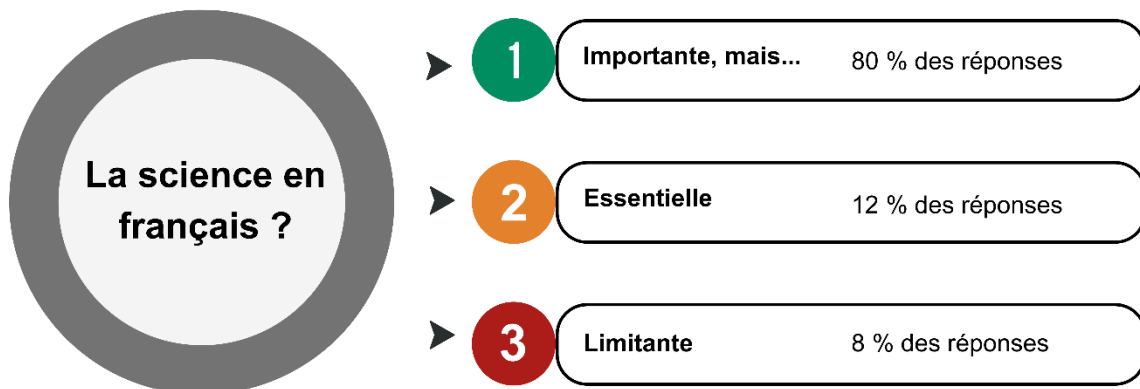 La science en
français ?
1
Importante, mais...
80 % des réponses
2
Essentielle
12 % des réponses
3
Limitante
8 % des réponses